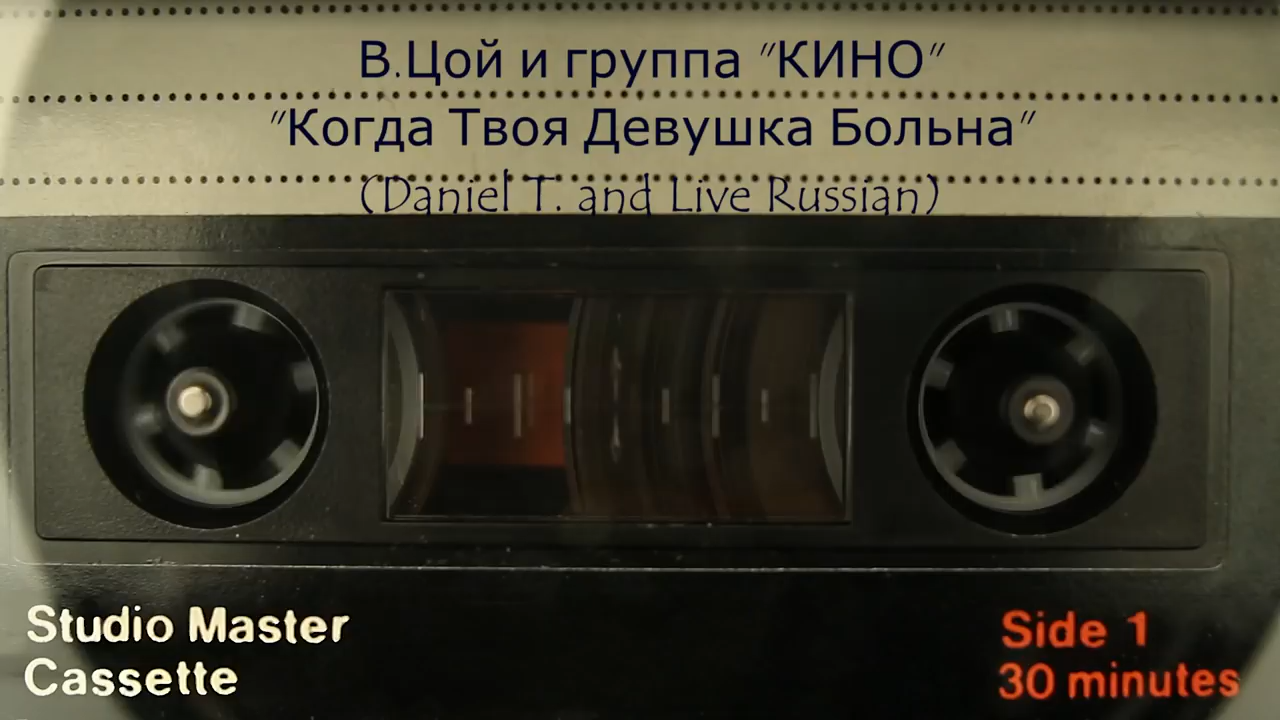 В.Цой и группа "КИНО"
"Когда Твоя Девушка Больна"
(Daniel T. and Live Russian)
Studio Master
Cassette
Side 1
30 minutes